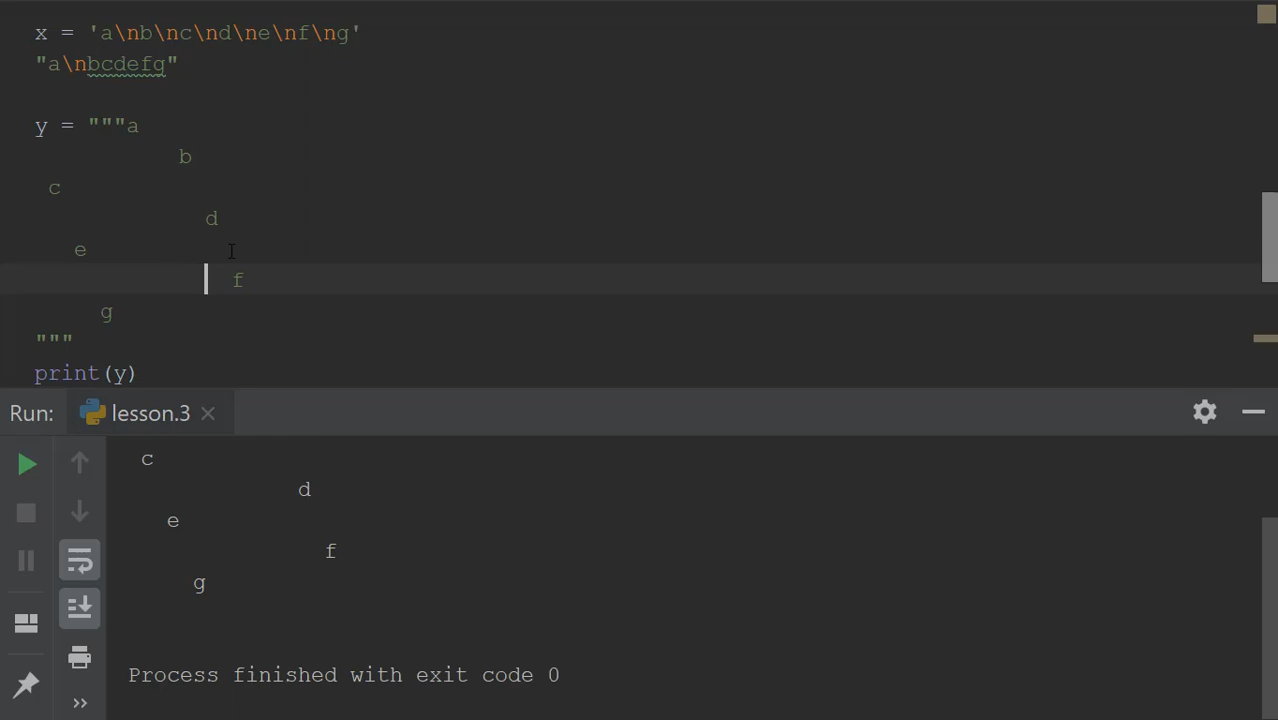 x = 'a\nb\nc\nd\ne\nf\ng'
"a\nbcdefg"
y = """a
           b
 c
             d
   e
               f
     g
"""
print(y)
Run: lesson.3
 c
             d
   e
               f
     g
Process finished with exit code 0